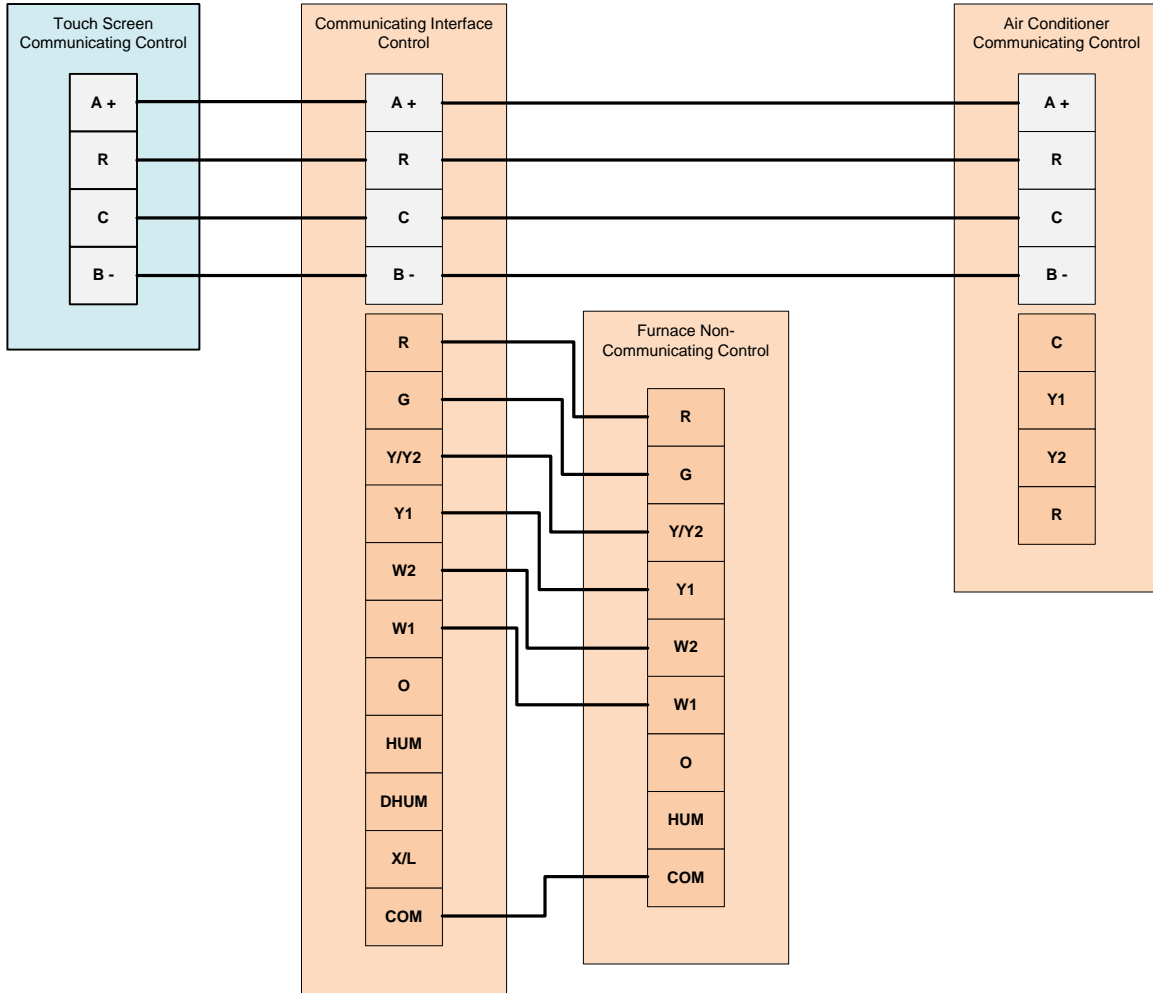 Touch Screen
Communicating Control
A +
R
C
B -
Communicating Interface
Control
A +
R
C
B -
R
G
Y/Y2
Y1
W2
W1
O
HUM
DHUM
X/L
COM
Furnace Non-
Communicating Control
R
G
Y/Y2
Y1
W2
W1
O
HUM
COM
Air Conditioner
Communicating Control
A +
R
C
B -
C
Y1
Y2
R